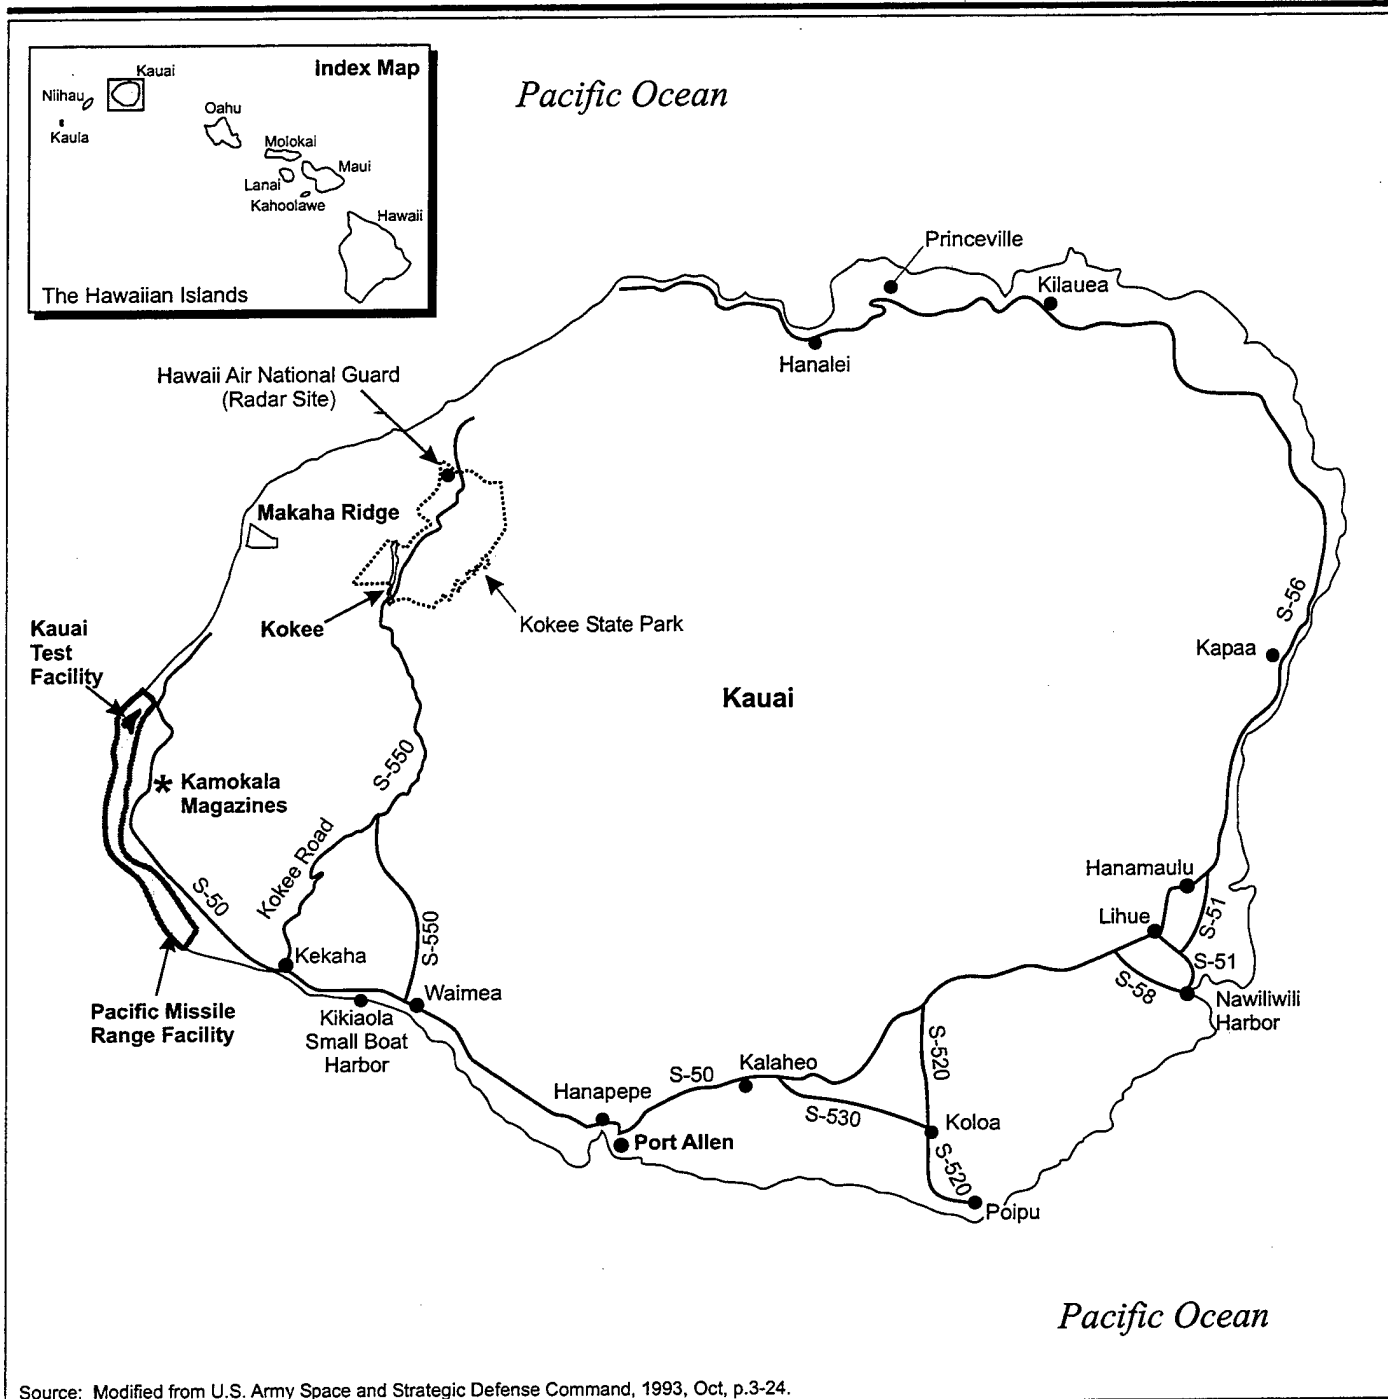 Index Map
Kauai
Niihau
Kaula
Oahu
Molokai
Maui
Lanai
Kahoolawe
Hawaii
The Hawaiian Islands
Pacific Ocean
Princeville
Kilauea
Hanalei
Hawaii Air National Guard
(Radar Site)
Makaha Ridge
Kokee
Kokee State Park
Kauai
Test
Facility
S-56
Kapaa
Kauai
S-550
Kamokala
Magazines
*
Kokee Road
S-50
S-550
Hanamaulu
Lihue
S-51
S-51
S-58
Nawiliwili
Harbor
Kekaha
Waimea
Pacific Missile
Range Facility
Kikiaola
Small Boat
Harbor
S-520
Kalaheo
S-50
Hanapepe
S-530
Koloa
Port Allen
S-520
Poipu
Pacific Ocean
Source: Modified from U.S. Army Space and Strategic Defense Command, 1993, Oct, p.3-24.